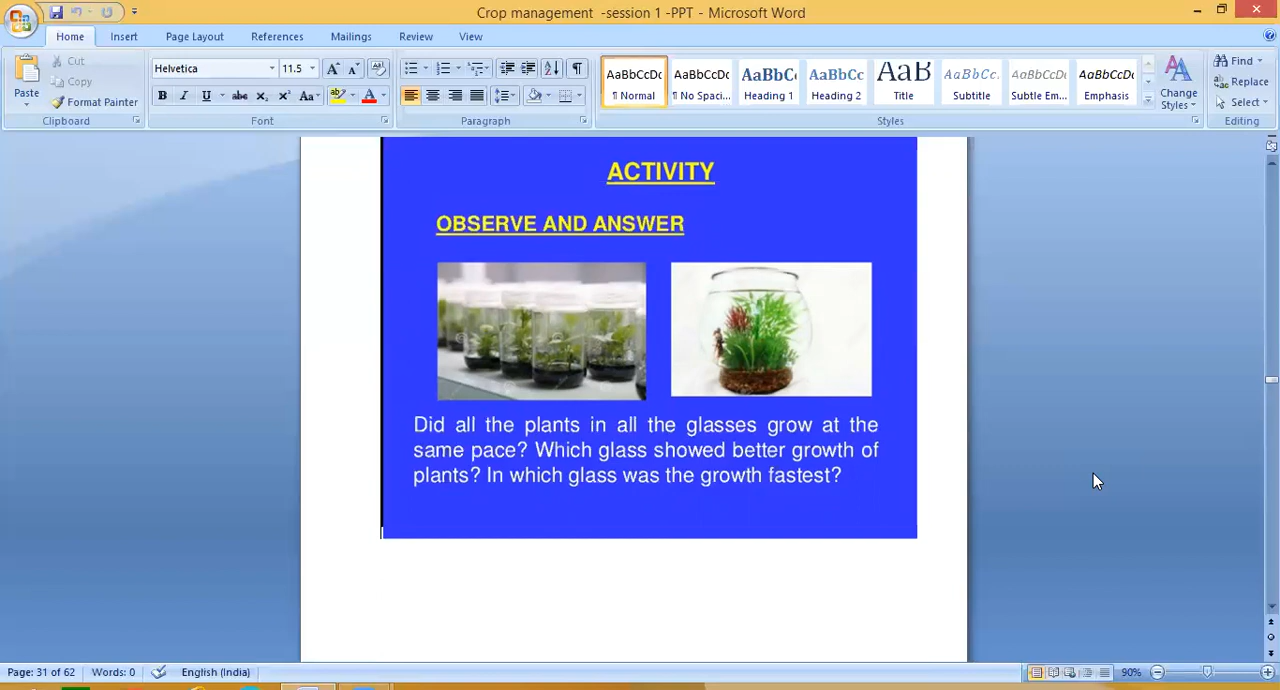 Crop management -session 1 -PPT - Microsoft Word
Home Insert Page Layout References Mailings Review View
Paste
Cut
Copy
Format Painter
Clipboard
Helvetica 11.5
Font
Paragraph
AaBbCcDc AaBbCcDc AaBbC AaBbCc AaB AaBbCc. AaBbCcDc AaBbCcDc
¶ Normal ¶ No Spaci... Heading 1 Heading 2 Title Subtitle Subtle Em... Emphasis
Change
Styles
Styles
Find
Replace
Select
Editing
ACTIVITY
OBSERVE AND ANSWER
Did all the plants in all the glasses grow at the
same pace? Which glass showed better growth of
plants? In which glass was the growth fastest?
Page: 31 of 62 Words: 0 English (India) 90%